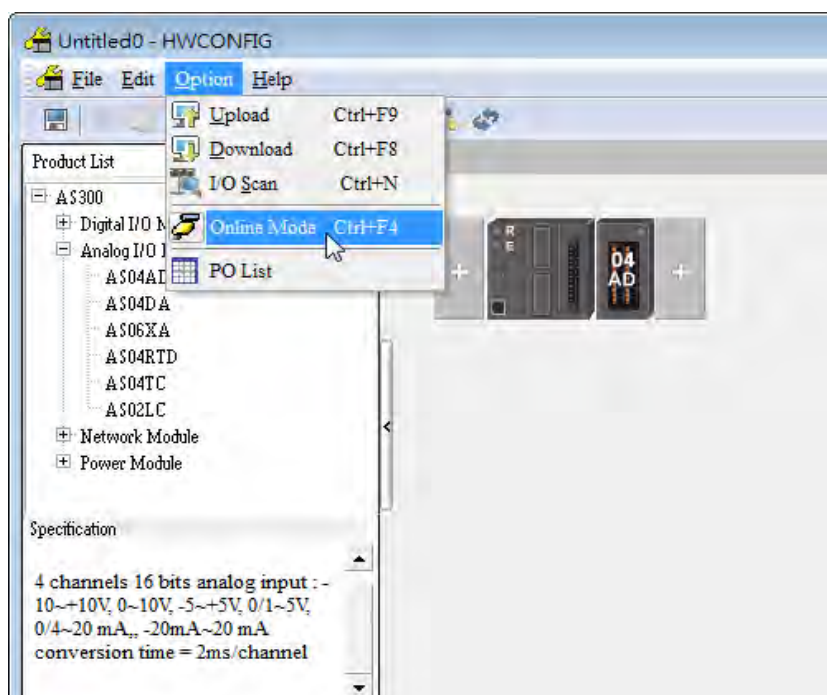 Untitled0 - HWCONFIG
File Edit Option Help
Upload Ctrl+F9
Download Ctrl+F8
I/O Scan Ctrl+N
Online Mode Ctrl+F4
PO List
Product List
AS300
Digital I/O
Analog I/O
AS04AD
AS04DA
AS06XA
AS04RTD
AS04TC
AS02LC
Network Module
Power Module
R
E
04
AD
Specification
4 channels 16 bits analog input : -
10~+10V, 0~10V, -5~+5V, 0/1~5V,
0/4~20 mA,, -20mA~20 mA
conversion time = 2ms/channel